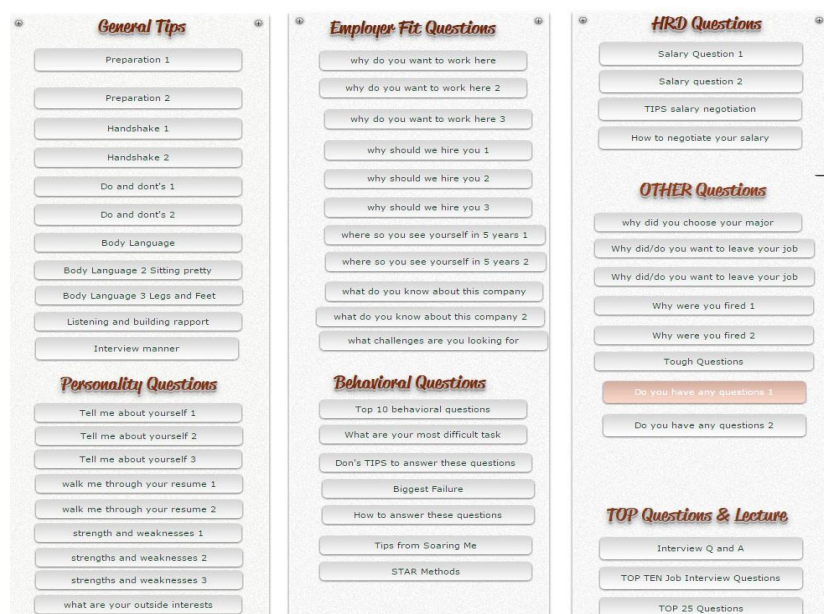 General Tips
Preparation 1
Preparation 2
Handshake 1
Handshake 2
Do and dont's 1
Do and dont's 2
Body Language
Body Language 2 Sitting pretty
Body Language 3 Legs and Feet
Listening and building rapport
Interview manner
Personality Questions
Tell me about yourself 1
Tell me about yourself 2
Tell me about yourself 3
walk me through your resume 1
walk me through your resume 2
strength and weaknesses 1
strengths and weaknesses 2
strengths and weaknesses 3
what are your outside interests
Employer Fit Questions
why do you want to work here
why do you want to work here 2
why do you want to work here 3
why should we hire you 1
why should we hire you 2
why should we hire you 3
where so you see yourself in 5 years 1
where so you see yourself in 5 years 2
what do you know about this company
what do you know about this company 2
what challenges are you looking for
Behavioral Questions
Top 10 behavioral questions
What are your most difficult task
Don's TIPS to answer these questions
Biggest Failure
How to answer these questions
Tips from Soaring Me
STAR Methods
HRD Questions
Salary Question 1
Salary question 2
TIPS salary negotiation
How to negotiate your salary
OTHER Questions
why did you choose your major
Why did/do you want to leave your job
Why did/do you want to leave your job
Why were you fired 1
Why were you fired 2
Tough Questions
Do you have any questions 1
Do you have any questions 2
TOP Questions & Lecture
Interview Q and A
TOP TEN Job Interview Questions
TOP 25 Questions